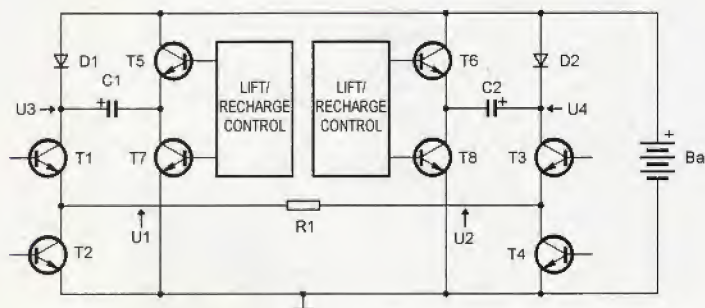 D1
T5
T6
D2
C1
C2
LIFT/
RECHARGE
CONTROL
LIFT/
RECHARGE
CONTROL
U3
U4
+
+
+
T1
T7
T8
T3
Ba
R1
U1
U2
T2
T4